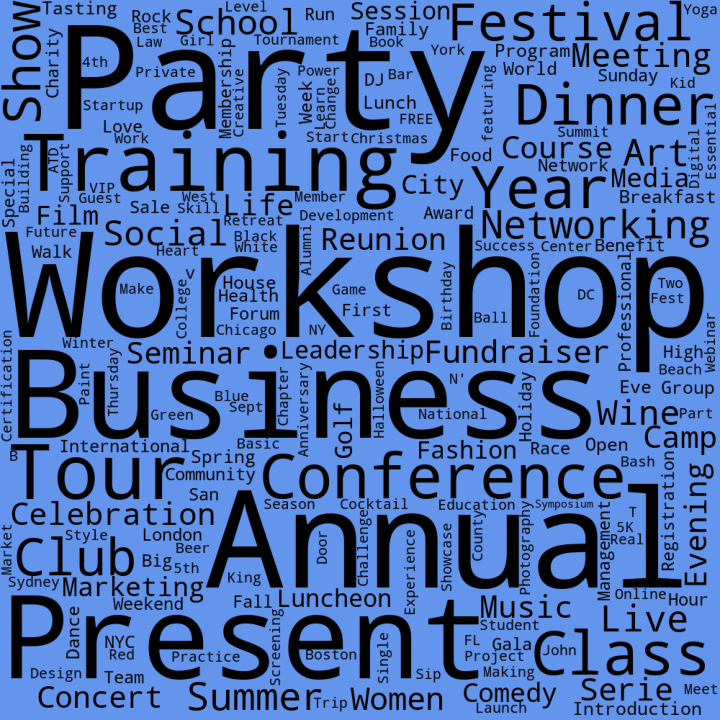 Tasting
Rock
Level
School
Run
Session
Festival
Yoga
Show
Charity
Best
Law
Girl
Tournament
Family
Book
York
Program
World
Meeting
Sunday
Kid
Party
4th
Private
Membership
Creative
Tuesday
Power
Week
Learn
Change
DJ
Bar
Lunch
FREE
featuring
Dinner
Startup
Love
Work
Start
Christmas
Summit
Digital
Essential
Training
ATD
Support
Building
Special
Food
Course
Network
Art
Media
Breakfast
VIP
Guest
West
Skill
Sale
Life
Member
Retreat
Development
City
Award
Year
Networking
Film
Future
Walk
Social
Heart
Black
White
Alumni
Reunion
Success
Center
Benefit
Workshop
Make
College
V
House
Health
Forum
Chicago
NY
Game
First
Birthday
Ball
Foundation
DC
Professional
Two
Fest
Webinar
Winter
Seminar
Leadership
Fundraiser
High
Beach
Certification
Business
Paint
Thursday
Green
Blue
Sept
Chapter
Anniversary
Golf
Halloween
N'
National
Holiday
Eve
Group
Wine
Part
B
International
Basic
Spring
Community
Fashion
Race
Open
Camp
Tour
Conference
Bash
San
Season
Cocktail
Education
Symposium
Celebration
Market
Style
London
Beer
Annual
Door
Challenge
Experience
Showcase
County
Photography
Management
T
5K
Real
Registration
Evening
Club
Big
5th
Sydney
Marketing
King
Weekend
Fall
Luncheon
Online
Hour
Present
Dance
NYC
Red
Practice
Screening
Boston
Single
Sip
Music
Student
FL
Gala
Project
Making
John
Live
Class
Design
Team
Concert
Summer
Trip
Women
Comedy
Launch
Serie
Meet
Introduction